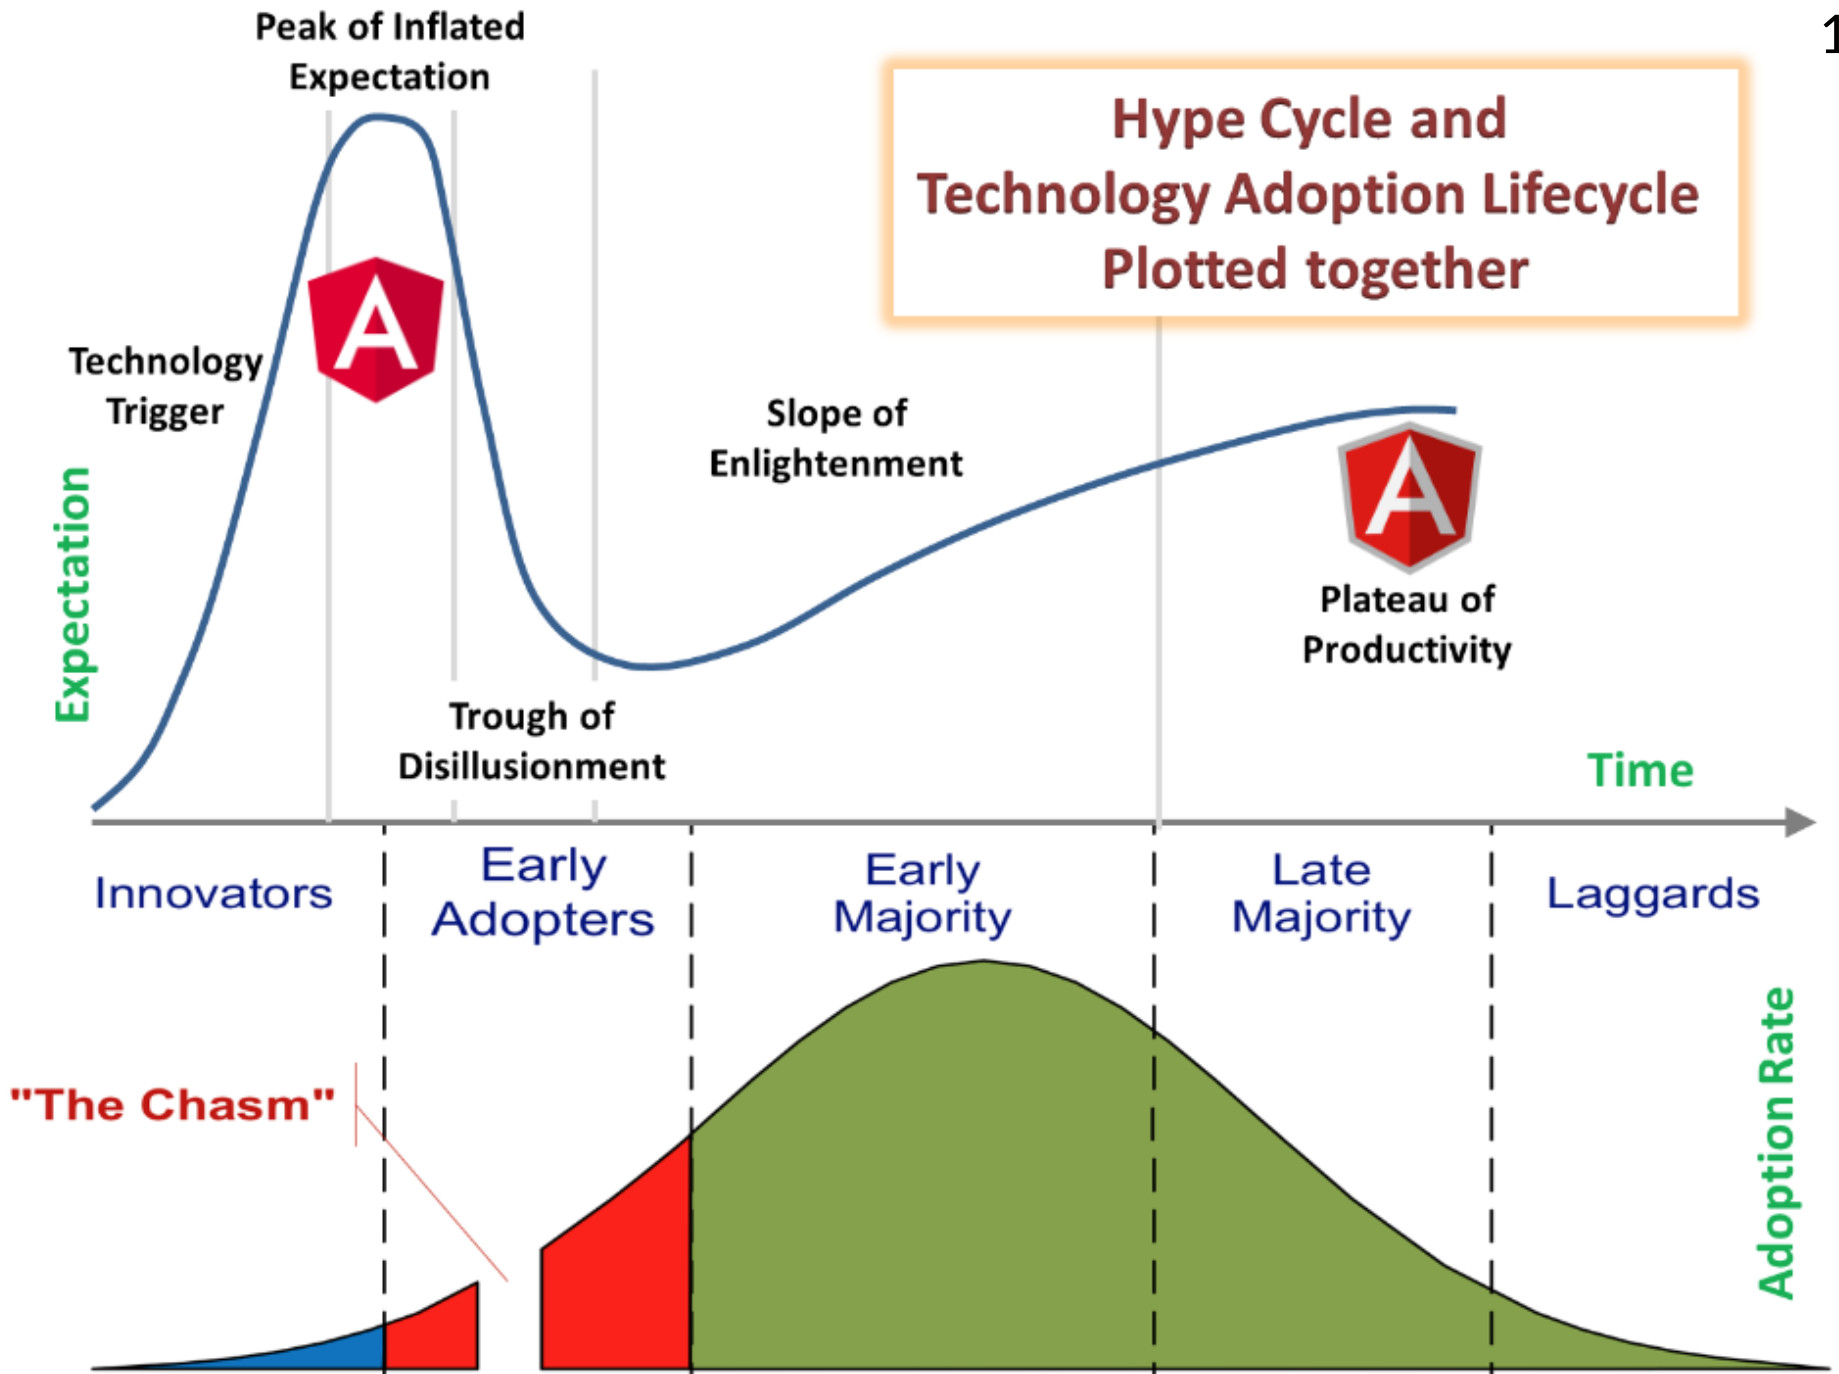 Peak of Inflated
Expectation
1
Hype Cycle and
Technology Adoption Lifecycle
Plotted together
A
Technology
Trigger
Slope of
Enlightenment
A
Expectation
Plateau of
Productivity
Trough of
Disillusionment
Time
Innovators
Early
Adopters
Early
Majority
Late
Majority
Laggards
"The Chasm"
Adoption Rate